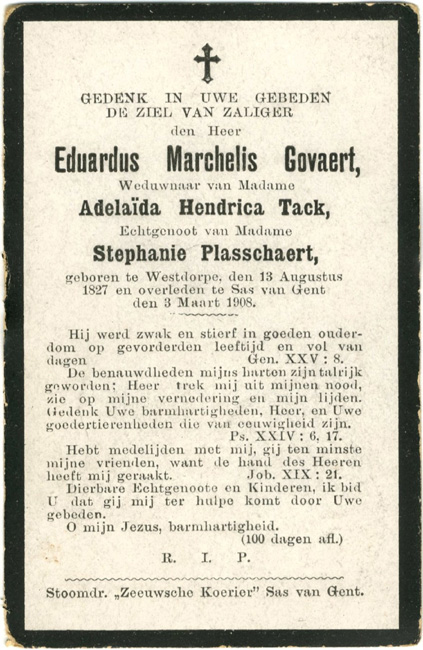 GEDENK IN UWE GEBEDEN
DE ZIEL VAN ZALIGER
den Heer
Eduardus Marchelis Govaert,
Weduwnaar van Madame
Adelaïda Hendrica Tack,
Echtgenoot van Madame
Stephanie Plasschaert,
geboren te Westdorpe, den 13 Augustus
1827 en overleden te Sas van Gent
den 3 Maart 1908.
Hij werd zwak en stierf in goeden ouder-
dom op gevorderden leeftijd en vol van
dagen Gen. XXV : 8.
De benauwdheden mijns harten zijn talrijk
geworden; Heer trek mij uit mijnen nood,
zie op mijne vernedering en mijn lijden.
Gedenk Uwe barmhartigheden, Heer, en Uwe
goedertierenheden die van eeuwigheid zijn.
Ps. XXIV : 6, 17.
Hebt medelijden met mij, gij ten minste
mijne vrienden, want de hand des Heeren
heeft mij geraakt. Job. XIX : 21.
Dierbare Echtgenoote en Kinderen, ik bid
U dat gij mij ter hulpe komt door Uwe
gebeden.
O mijn Jezus, barmhartigheid.
(100 dagen afl.)
R. I. P.
Stoomdr. „Zeeuwsche Koerier" Sas van Gent.